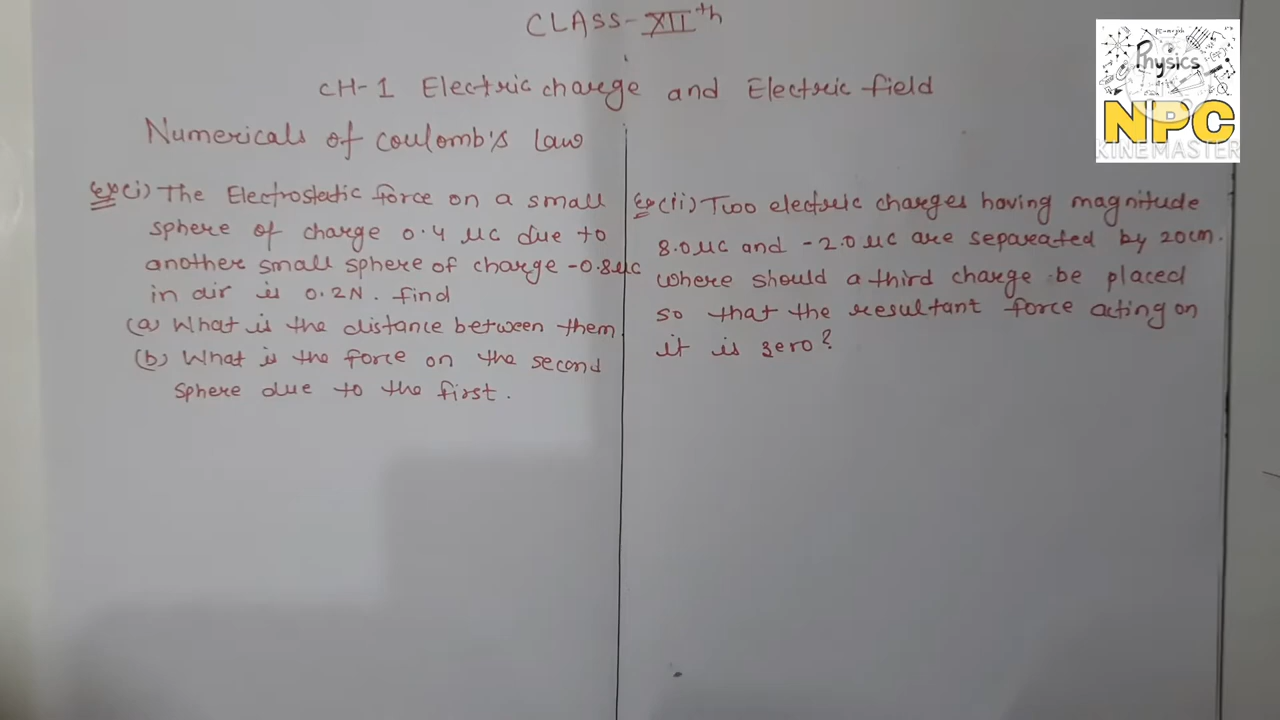 CLASS-XIIth
CH-1 Electric charge and Electric field
Numericals of coulomb's law
Ex(i) The Electrostatic force on a small
sphere of charge 0.4 μc due to
another small sphere of charge -0.8μc
in air is 0.2N. find
(a) What is the distance between them
(b) What is the force on the second
sphere due to the first.
Ex(ii) Two electric charges having magnitude
8.0μc and -2.0μc are separated by 20cm.
where should a third charge be placed
so that the resultant force acting on
it is zero?
Physics
NPC
KINEMASTER